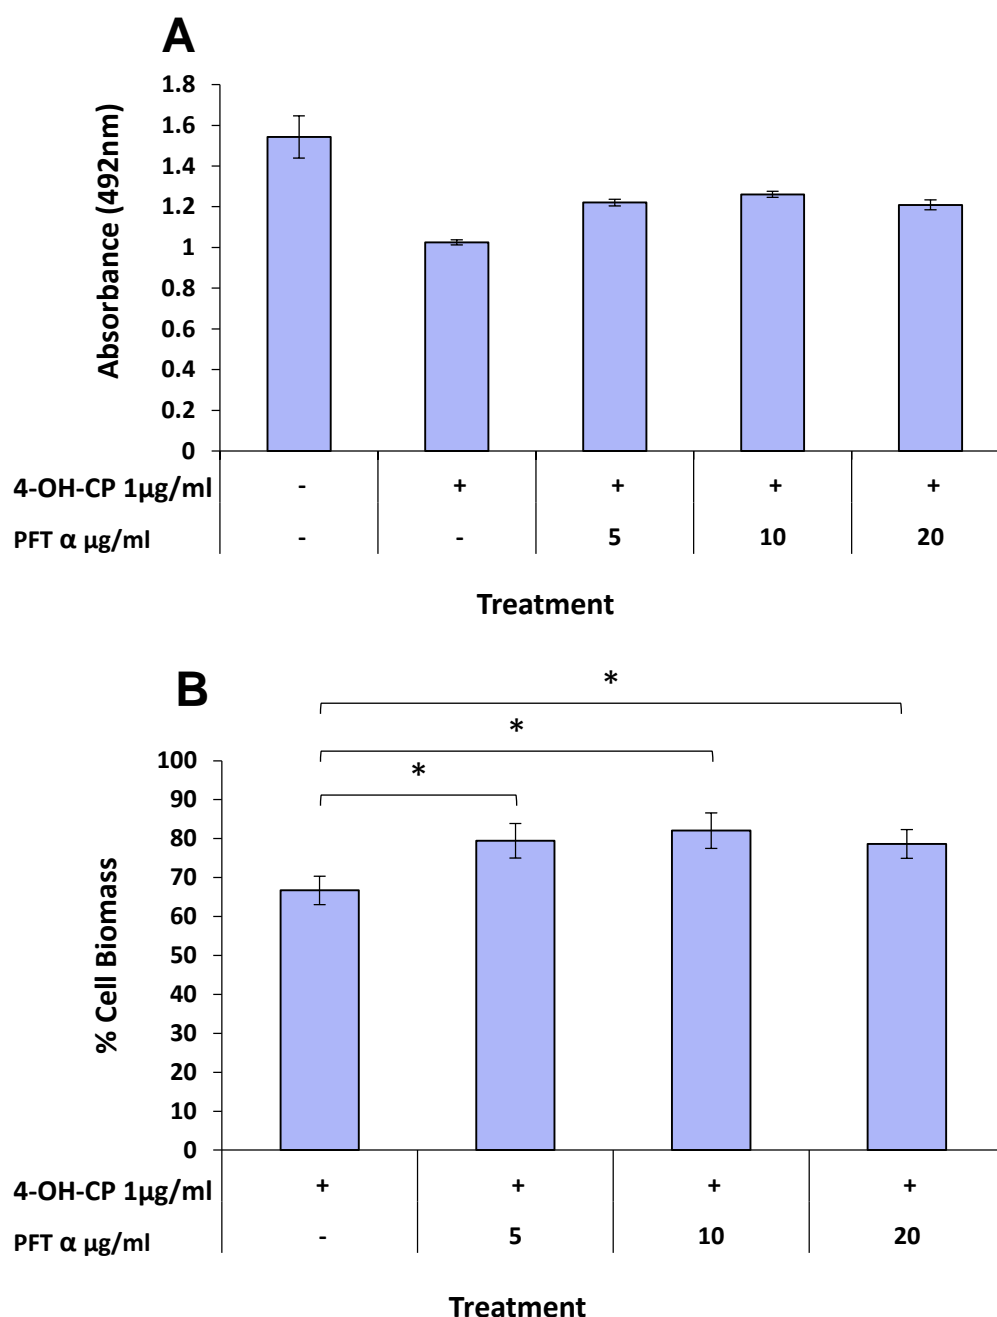 A
Absorbance (492nm)
1.8
1.6
1.4
1.2
1
0.8
0.6
0.4
0.2
0
4-OH-CP 1μg/ml - + + + +
PFT α μg/ml - - 5 10 20
Treatment
B
*
*
*
% Cell Biomass
100
90
80
70
60
50
40
30
20
10
0
4-OH-CP 1μg/ml + + + +
PFT α μg/ml - 5 10 20
Treatment